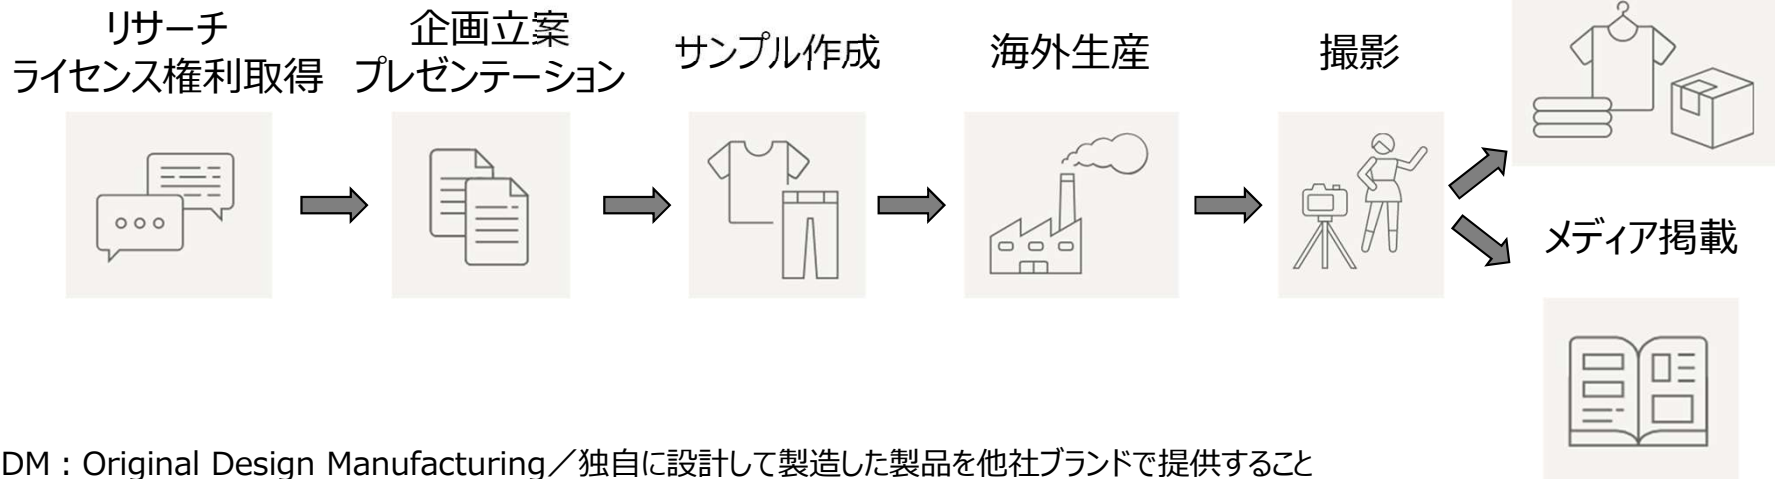 リサーチ
ライセンス権利取得
企画立案
プレゼンテーション
サンプル作成
海外生産
撮影
メディア掲載
DM：Original Design Manufacturing／独自に設計して製造した製品を他社ブランドで提供すること